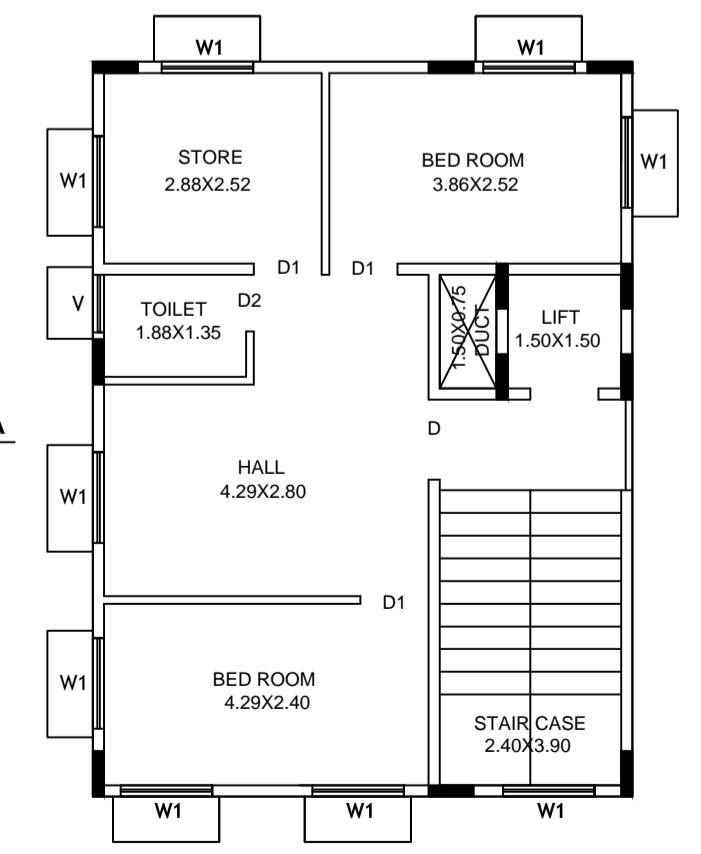 W1
W1
STORE
2.88X2.52
BED ROOM
3.86X2.52
W1
W1
D1
D1
V
TOILET
1.88X1.35
D2
1.50X0.75
DUCT
LIFT
1.50X1.50
A
D
HALL
4.29X2.80
W1
D1
BED ROOM
4.29X2.40
W1
STAIR CASE
2.40X3.90
W1
W1
W1